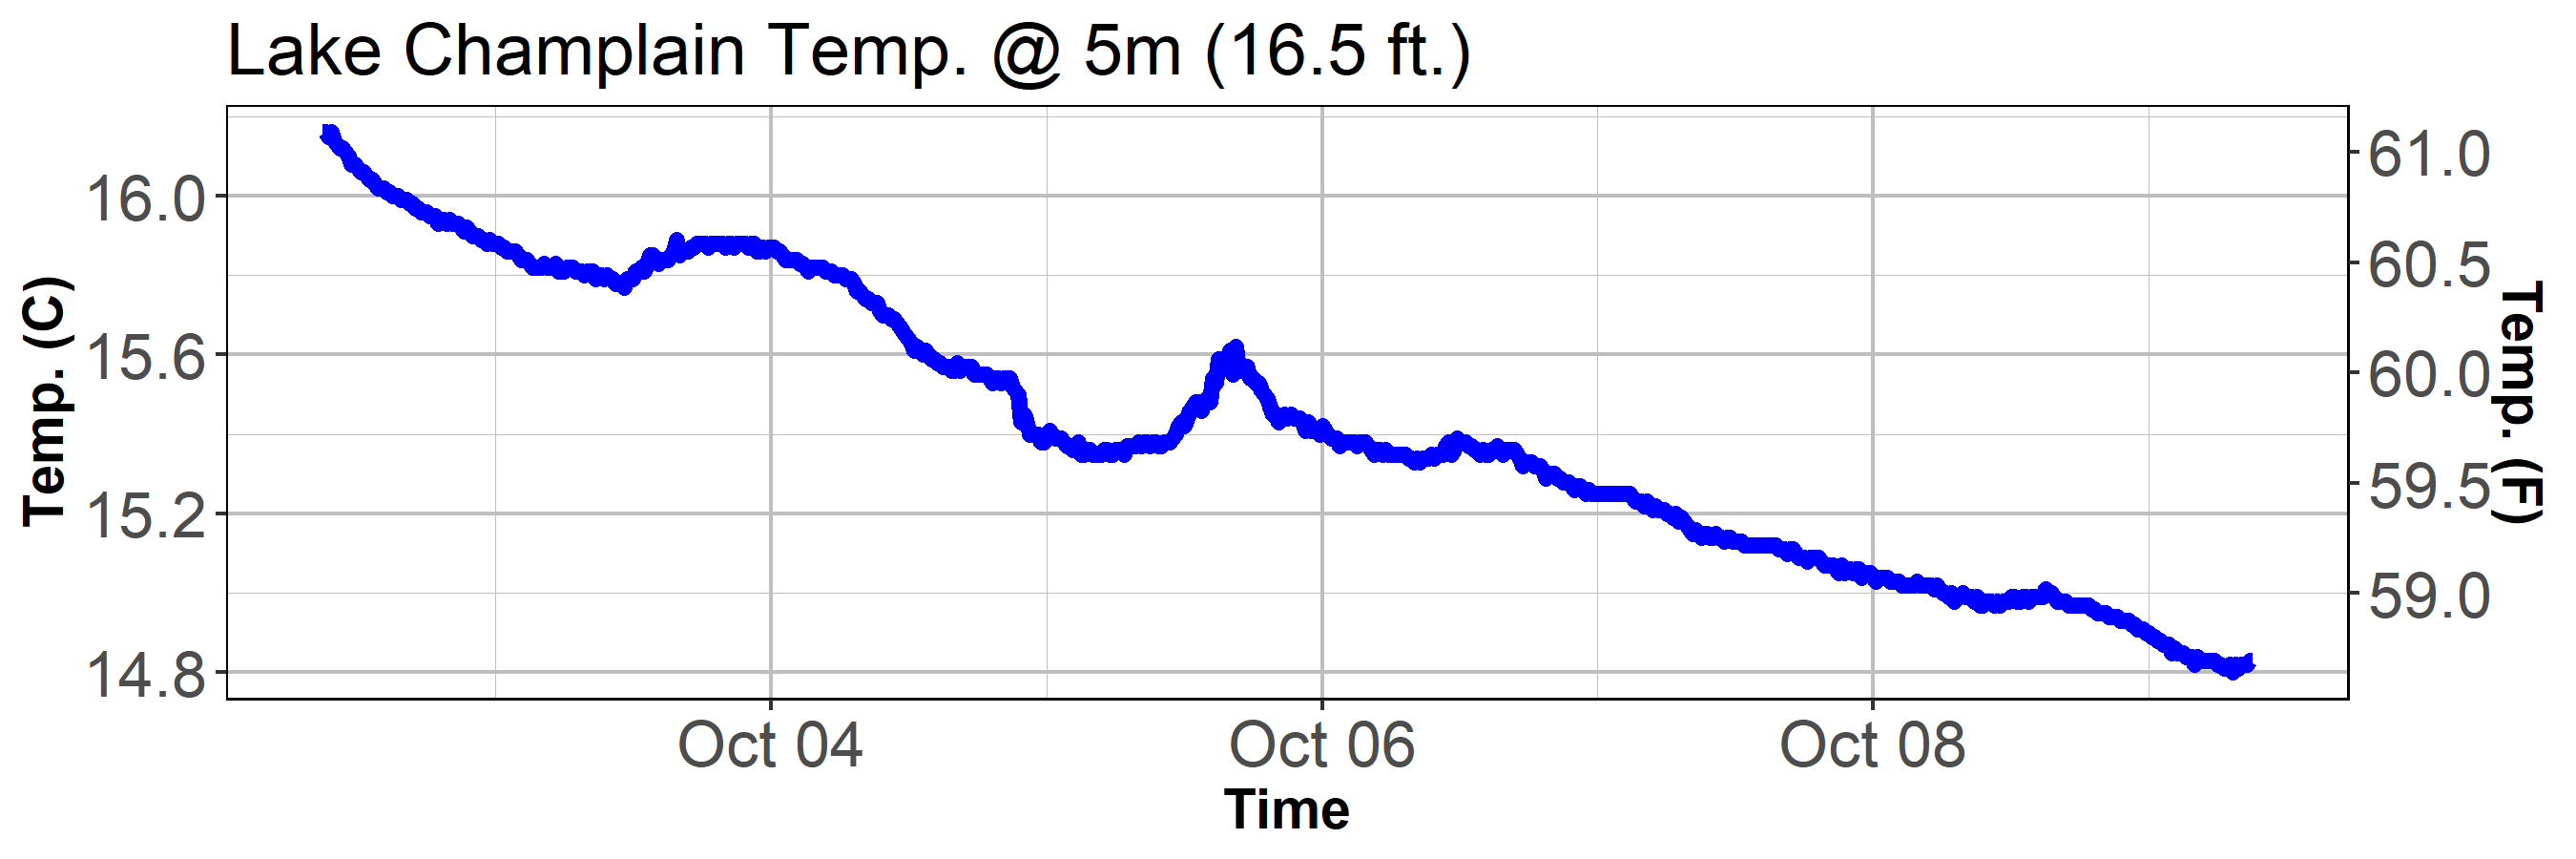 Lake Champlain Temp. @ 5m (16.5 ft.)
Temp. (C)
16.0
15.6
15.2
14.8
61.0
60.5
60.0
59.5
59.0
Temp. (F)
Oct 04
Oct 06
Oct 08
Time